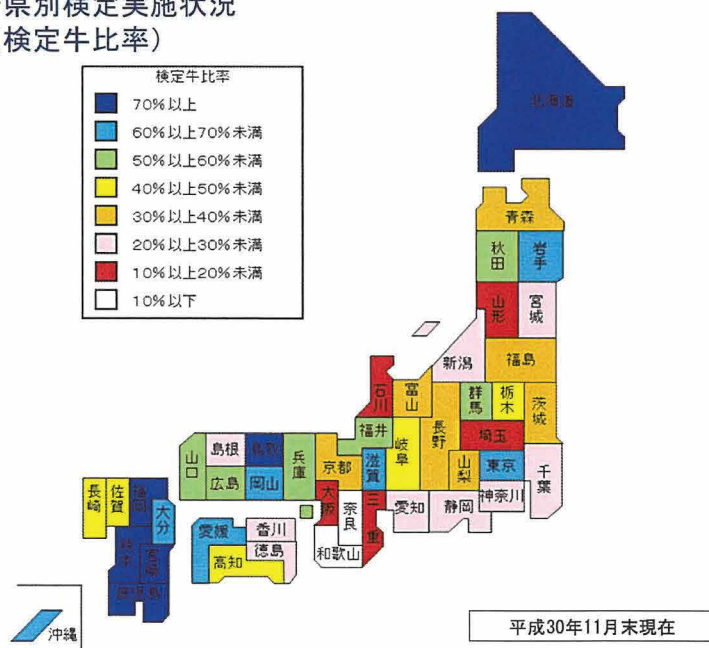 県別検定実施状況
検定牛比率）
検定牛比率
70％以上
60％以上70％未満
50％以上60％未満
40％以上50％未満
30％以上40％未満
20％以上30％未満
10％以上20％未満
10％以下
北海道
青森
秋田
岩手
山形
宮城
新潟
福島
石川
富山
群馬
栃木
茨城
福井
岐阜
長野
埼玉
山口
島根
鳥取
兵庫
京都
滋賀
山梨
東京
千葉
広島
岡山
大阪
奈良
三重
愛知
静岡
神奈川
和歌山
長崎
佐賀
福岡
大分
愛媛
香川
徳島
高知
熊本
宮崎
鹿児島
沖縄
平成30年11月末現在